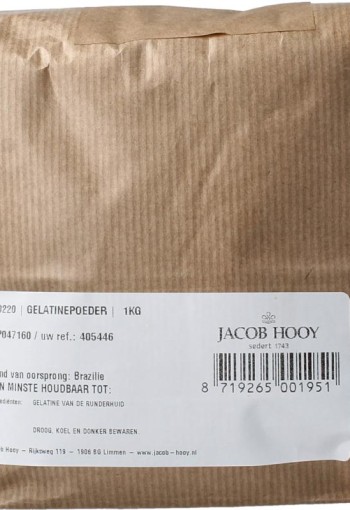 3220 | GELATINEPOEDER | 1KG
P047160 / uw ref.: 405446
JACOB HOOY
sedert 1743
nd van oorsprong: Brazilie
N MINSTE HOUDBAAR TOT:
ediënten: GELATINE VAN DE RUNDERHUID
DROOG, KOEL EN DONKER BEWAREN
8 719265 001951
b Hooy - Rijksweg 119 - 1906 BG Limmen - www.jacob-hooy.nl